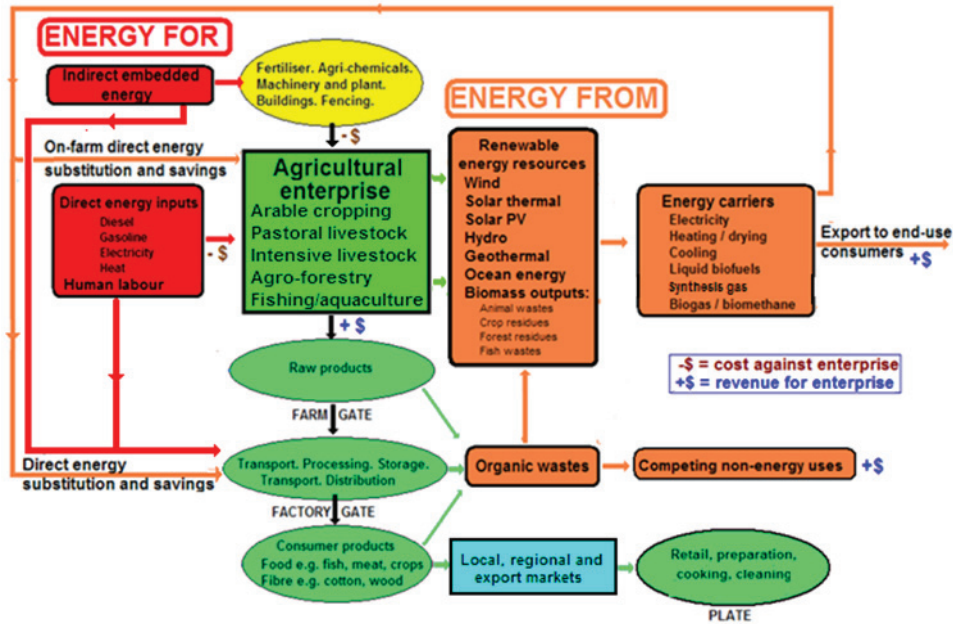 ENERGY FOR
Indirect embedded
energy
Fertiliser. Agri-chemicals.
Machinery and plant.
Buildings. Fencing.
ENERGY FROM
-$
On-farm direct energy
substitution and savings
Agricultural
enterprise
Arable cropping
Pastoral livestock
Intensive livestock
Agro-forestry
Fishing/aquaculture
Direct energy inputs
Diesel
Gasoline
Electricity
Heat
Human labour
-$
Renewable
energy resources
Wind
Solar thermal
Solar PV
Hydro
Geothermal
Ocean energy
Biomass outputs:
Animal wastes
Crop residues
Forest residues
Fish wastes
Energy carriers
Electricity
Heating / drying
Cooling
Liquid biofuels
Synthesis gas
Biogas / biomethane
Export to end-use
consumers
+$
+$
-$ = cost against enterprise
+$ = revenue for enterprise
Raw products
FARM GATE
Direct energy
substitution and savings
Transport. Processing. Storage.
Transport. Distribution
Organic wastes
Competing non-energy uses
+$
FACTORY GATE
Consumer products
Food e.g. fish, meat, crops
Fibre e.g. cotton, wood
Local, regional and
export markets
Retail, preparation,
cooking, cleaning
PLATE